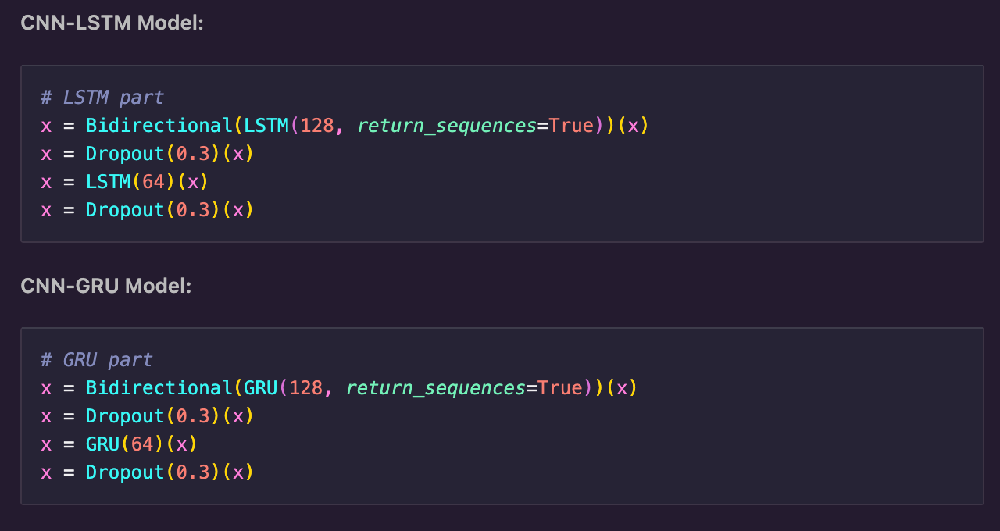 CNN-LSTM Model:
# LSTM part
x = Bidirectional(LSTM(128, return_sequences=True))(x)
x = Dropout(0.3)(x)
x = LSTM(64)(x)
x = Dropout(0.3)(x)
CNN-GRU Model:
# GRU part
x = Bidirectional(GRU(128, return_sequences=True))(x)
x = Dropout(0.3)(x)
x = GRU(64)(x)
x = Dropout(0.3)(x)